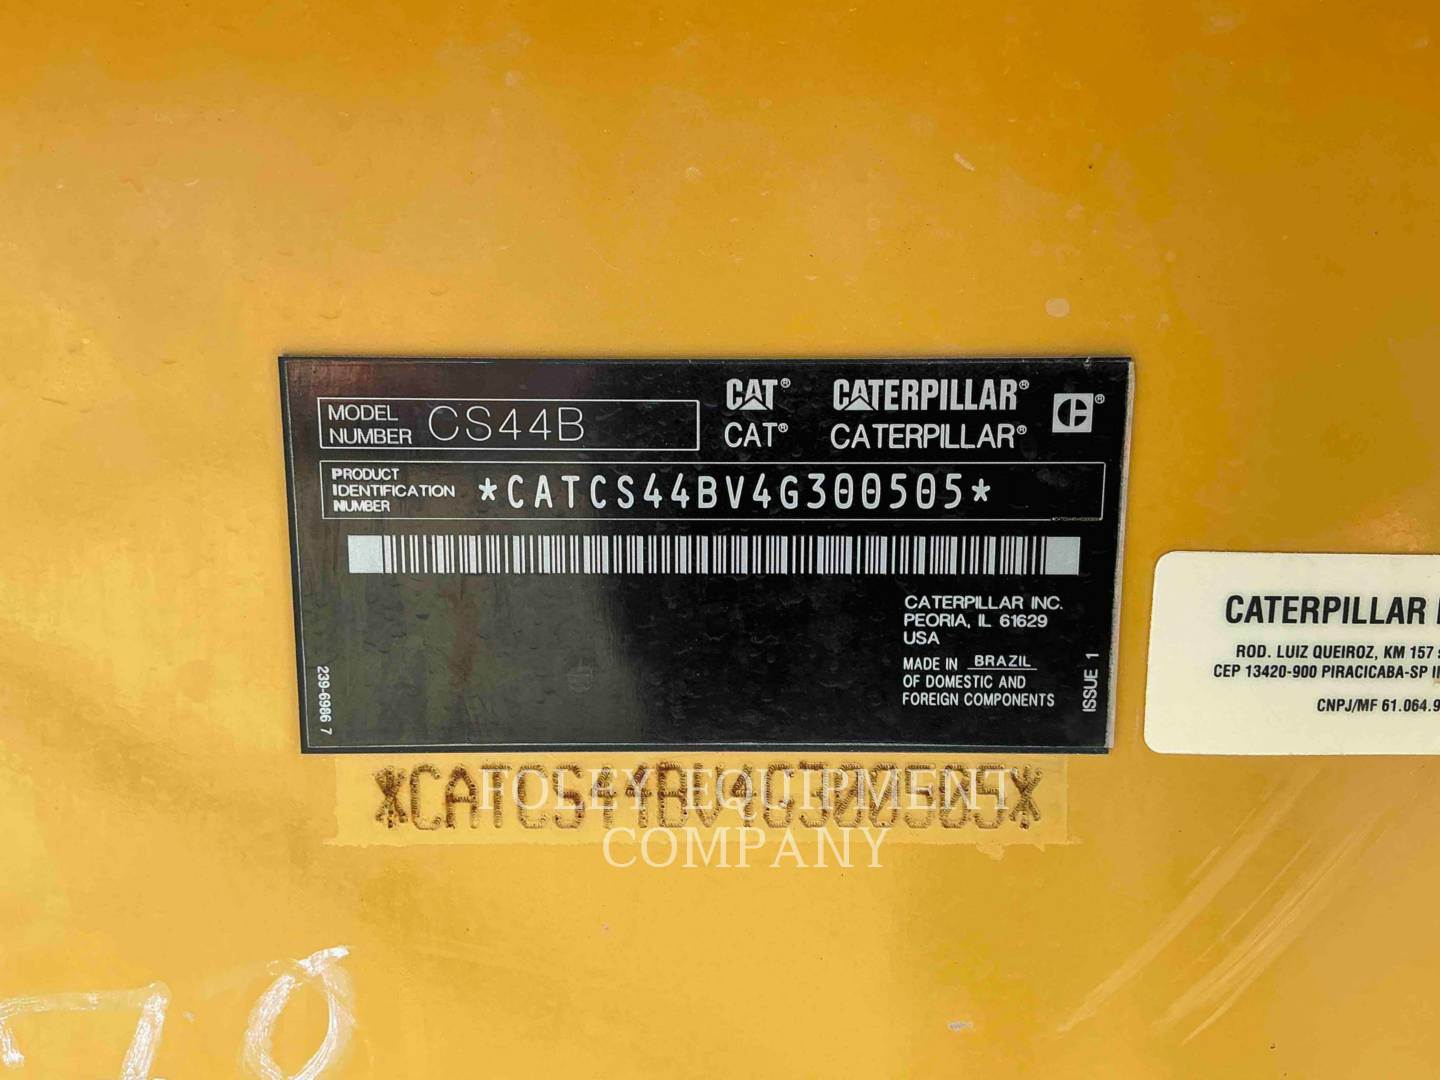 MODEL NUMBER CS44B
CAT® CATERPILLAR®
CAT® CATERPILLAR®
PRODUCT
IDENTIFICATION
NUMBER
*CATCS44BV4G300505*
CATERPILLAR INC.
PEORIA, IL 61629
USA
MADE IN BRAZIL
OF DOMESTIC AND
FOREIGN COMPONENTS
239-6986 7
ISSUE 1
*CATCS44BV4G300505*
FOLEY EQUIPMENT
COMPANY
CATERPILLAR
ROD. LUIZ QUEIROZ, KM 157
CEP 13420-900 PIRACICABA-SP
CNPJ/MF 61.064.9